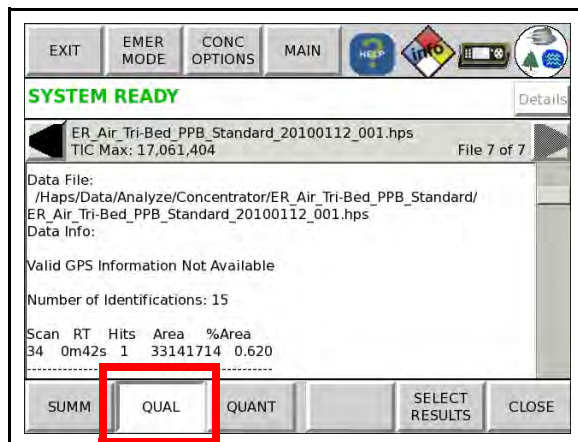 EXIT
EMER
MODE
CONC
OPTIONS
MAIN
HELP
info
SYSTEM READY
Details
ER_Air_Tri-Bed_PPB_Standard_20100112_001.hps
TIC Max: 17,061,404
File 7 of 7
Data File:
/Haps/Data/Analyze/Concentrator/ER_Air_Tri-Bed_PPB_Standard/
ER_Air_Tri-Bed_PPB_Standard_20100112_001.hps
Data Info:
Valid GPS Information Not Available
Number of Identifications: 15
Scan RT Hits Area %Area
34 0m42s 1 33141714 0.620
--------------------------------------------------
SUMM
QUAL
QUANT
SELECT
RESULTS
CLOSE